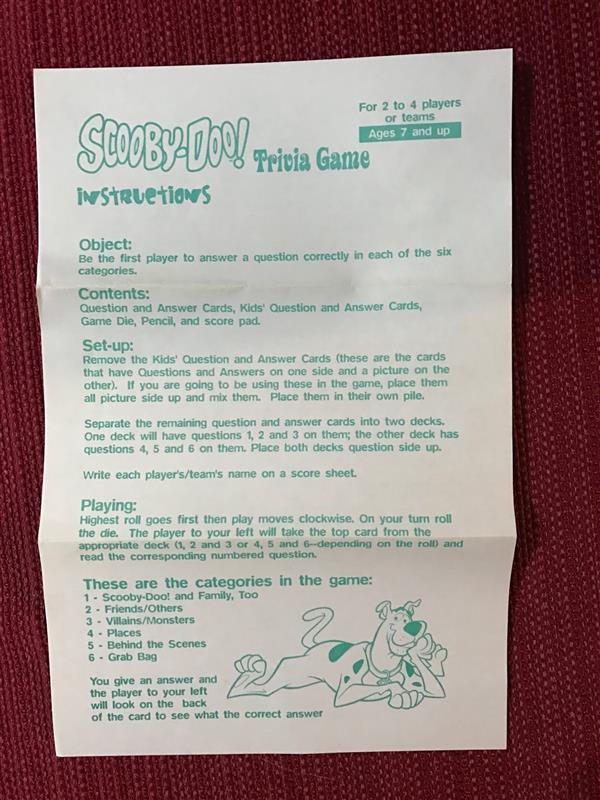 For 2 to 4 players
or teams
Ages 7 and up
SCOOBY-DOO! Trivia Game
instructions
Object:
Be the first player to answer a question correctly in each of the six
categories.
Contents:
Question and Answer Cards, Kids' Question and Answer Cards,
Game Die, Pencil, and score pad.
Set-up:
Remove the Kids' Question and Answer Cards (these are the cards
that have Questions and Answers on one side and a picture on the
other). If you are going to be using these in the game, place them
all picture side up and mix them. Place them in their own pile.
Separate the remaining question and answer cards into two decks.
One deck will have questions 1, 2 and 3 on them; the other deck has
questions 4, 5 and 6 on them. Place both decks question side up.
Write each player's/team's name on a score sheet.
Playing:
Highest roll goes first then play moves clockwise. On your turn roll
the die. The player to your left will take the top card from the
appropriate deck (1, 2 and 3 or 4, 5 and 6--depending on the roll) and
read the corresponding numbered question.
These are the categories in the game:
1 - Scooby-Doo! and Family, Too
2 - Friends/Others
3 - Villains/Monsters
4 - Places
5 - Behind the Scenes
6 - Grab Bag
You give an answer and
the player to your left
will look on the back
of the card to see what the correct answer